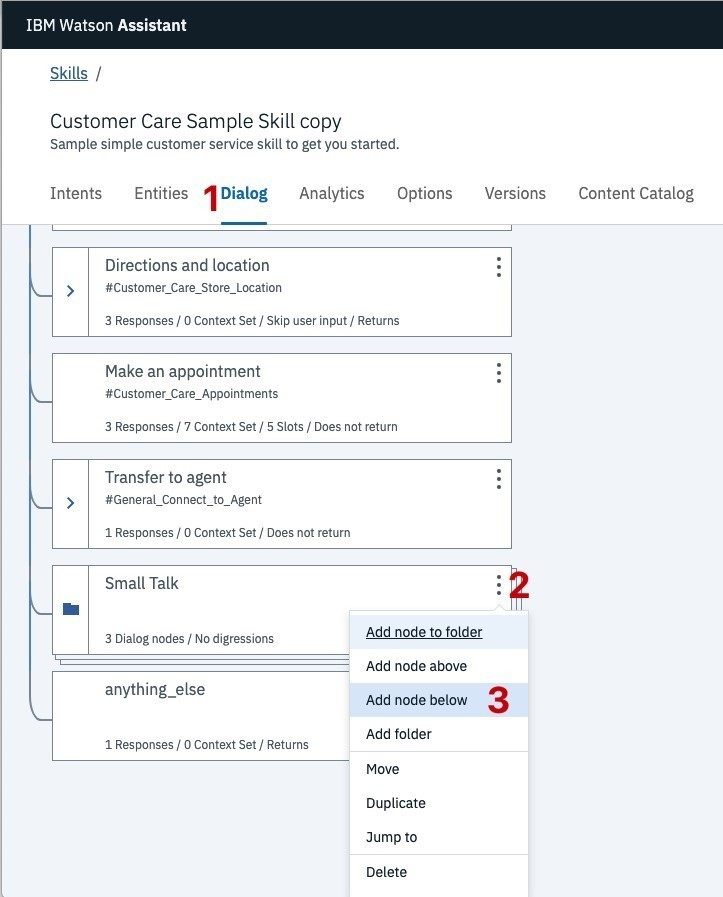 IBM Watson Assistant
Skills /
Customer Care Sample Skill copy
Sample simple customer service skill to get you started.
Intents Entities 1 Dialog Analytics Options Versions Content Catalog
Directions and location
#Customer_Care_Store_Location
3 Responses / 0 Context Set / Skip user input / Returns
Make an appointment
#Customer_Care_Appointments
3 Responses / 7 Context Set / 5 Slots / Does not return
Transfer to agent
#General_Connect_to_Agent
1 Responses / 0 Context Set / Does not return
Small Talk 2
3 Dialog nodes / No digressions
anything_else
1 Responses / 0 Context Set / Returns
Add node to folder
Add node above
Add node below 3
Add folder
Move
Duplicate
Jump to
Delete